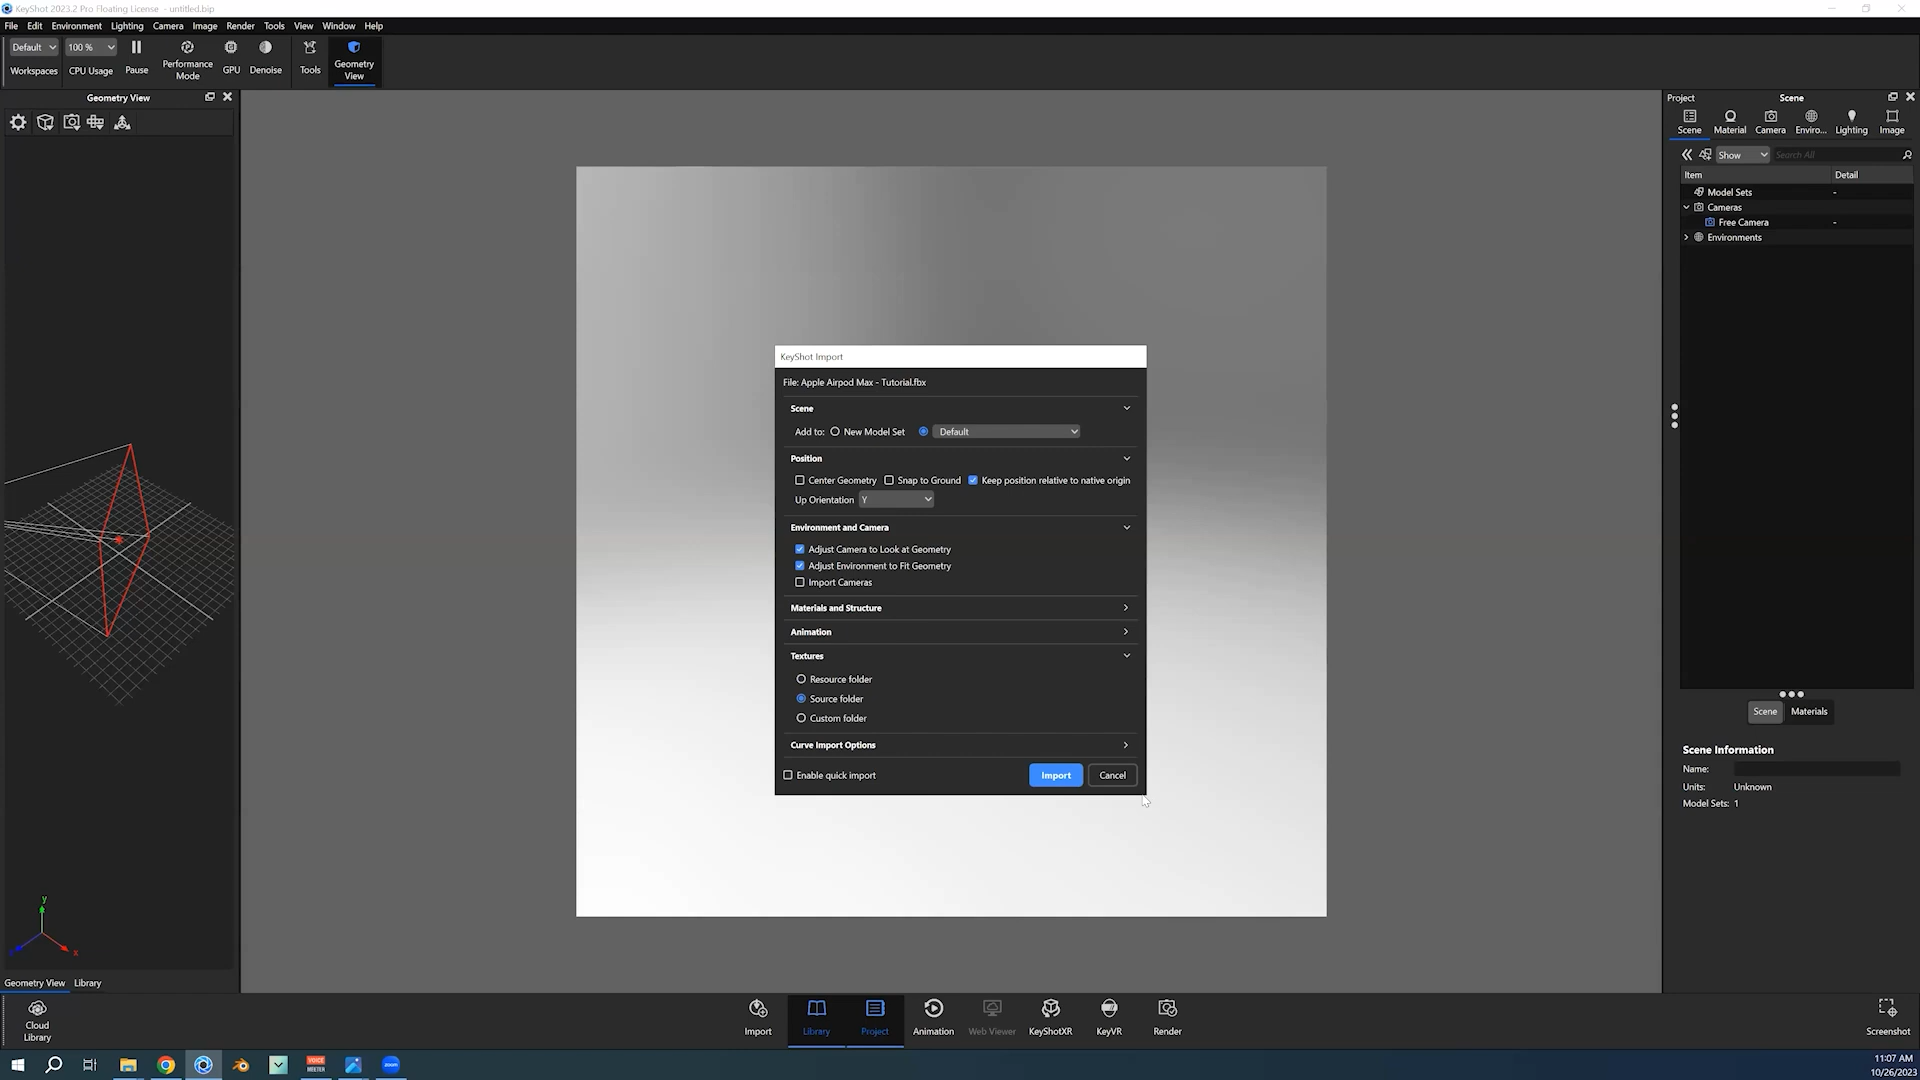 KeyShot 2023.2 Pro Floating License - untitled.bip
File Edit Environment Lighting Camera Image Render Tools View Window Help
Default 100 %
Workspaces CPU Usage Pause Performance Mode GPU Denoise Tools Geometry View
Geometry View
Project Scene
Scene Material Camera Enviro... Lighting Image
Show Search All
Item Detail
Model Sets -
Cameras
Free Camera -
Environments
KeyShot Import
File: Apple Airpod Max - Tutorial.fbx
Scene
Add to: New Model Set Default
Position
Center Geometry Snap to Ground Keep position relative to native origin
Up Orientation Y
Environment and Camera
Adjust Camera to Look at Geometry
Adjust Environment to Fit Geometry
Import Cameras
Materials and Structure
Animation
Textures
Resource folder
Source folder
Custom folder
Curve Import Options
Enable quick import Import Cancel
Scene Materials
Scene Information
Name:
Units: Unknown
Model Sets: 1
y
x
Geometry View Library
Cloud Library
Import Library Project Animation Web Viewer KeyShotXR KeyVR Render
Screenshot
VOICE
MEETER
zoom
11:07 AM
10/26/2023